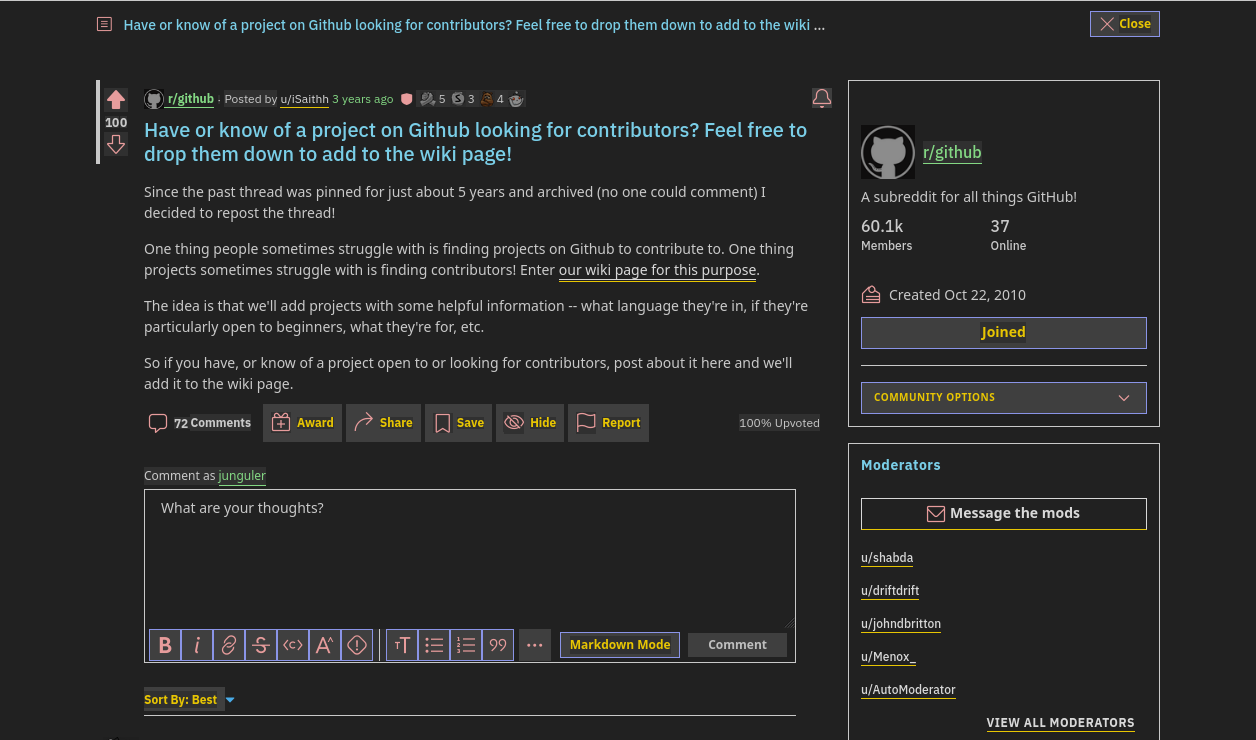 Have or know of a project on Github looking for contributors? Feel free to drop them down to add to the wiki ...
Close
100
r/github · Posted by u/iSaithh 3 years ago 5 3 4
Have or know of a project on Github looking for contributors? Feel free to
drop them down to add to the wiki page!
Since the past thread was pinned for just about 5 years and archived (no one could comment) I
decided to repost the thread!
One thing people sometimes struggle with is finding projects on Github to contribute to. One thing
projects sometimes struggle with is finding contributors! Enter our wiki page for this purpose.
The idea is that we'll add projects with some helpful information -- what language they're in, if they're
particularly open to beginners, what they're for, etc.
So if you have, or know of a project open to or looking for contributors, post about it here and we'll
add it to the wiki page.
72 Comments Award Share Save Hide Report 100% Upvoted
Comment as junguler
What are your thoughts?
Markdown Mode Comment
Sort By: Best
r/github
A subreddit for all things GitHub!
60.1k 37
Members Online
Created Oct 22, 2010
Joined
COMMUNITY OPTIONS
Moderators
Message the mods
u/shabda
u/driftdrift
u/johndbritton
u/Menox_
u/AutoModerator
VIEW ALL MODERATORS